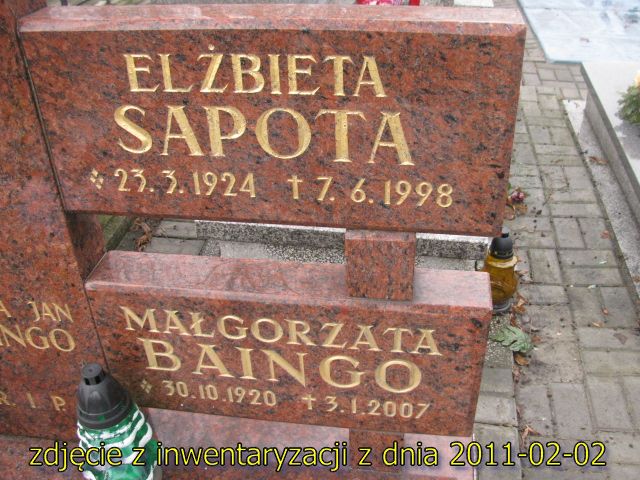 ELŻBIETA
SAPOTA
23.3.1924 † 7.6.1998
JAN
MAŁGORZATA
BAINGO
30.10.1920 † 3.1.2007
R. I. P.
zdjęcie z inwentaryzacji z dnia 2011-02-02